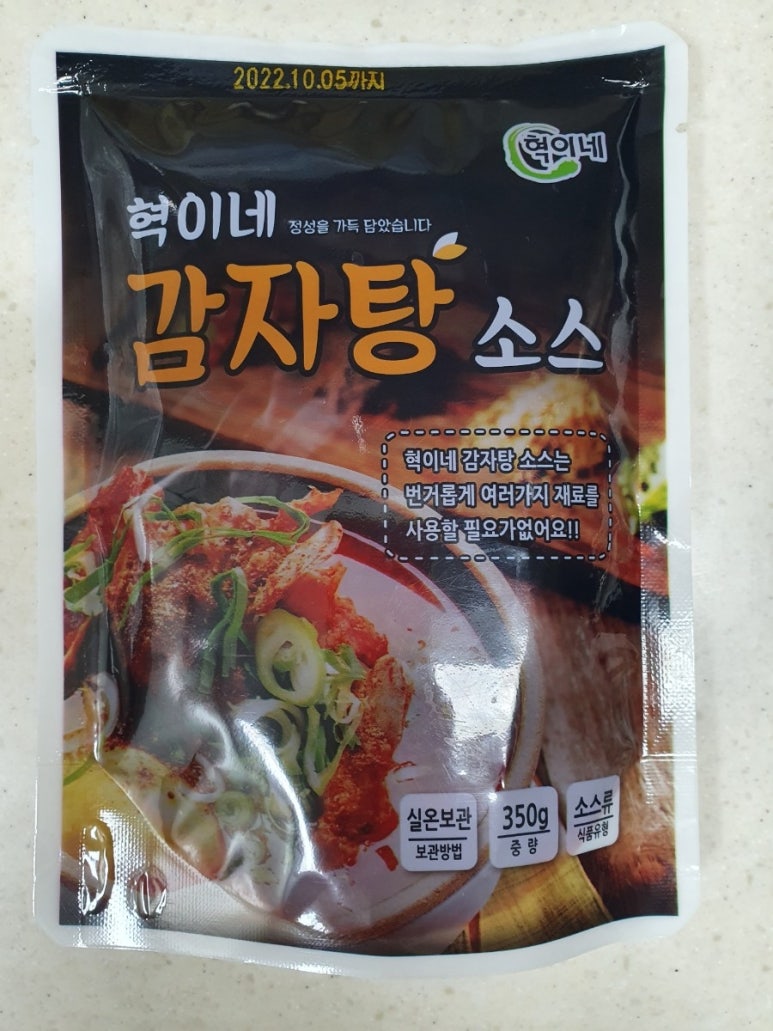 2022.10.05까지
혁이네
혁이네 정성을 가득 담았습니다
감자탕 소스
혁이네 감자탕 소스는
번거롭게 여러가지 재료를
사용할 필요가없어요!!
실온보관
보관방법
350g
중 량
소스류
식품유형